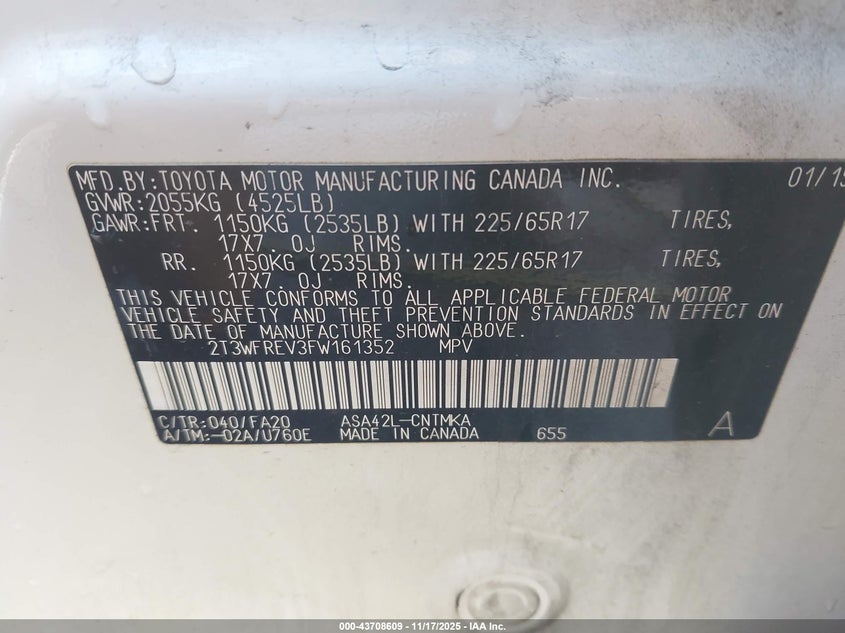 MFD.BY:TOYOTA MOTOR MANUFACTURING CANADA INC. 01/15
GVWR:2055KG (4525LB)
GAWR:FRT. 1150KG (2535LB) WITH 225/65R17 TIRES,
17X7. 0J RIMS.
RR. 1150KG (2535LB) WITH 225/65R17 TIRES,
17X7. 0J RIMS.
THIS VEHICLE CONFORMS TO ALL APPLICABLE FEDERAL MOTOR
VEHICLE SAFETY AND THEFT PREVENTION STANDARDS IN EFFECT ON
THE DATE OF MANUFACTURE SHOWN ABOVE.
2T3WFREV3FW161352 MPV
C/TR:040/FA20 ASA42L-CNTMKA
A/TM:-02A/U760E MADE IN CANADA 655 A
000-43708609 — 11/17/2025 — IAA Inc.